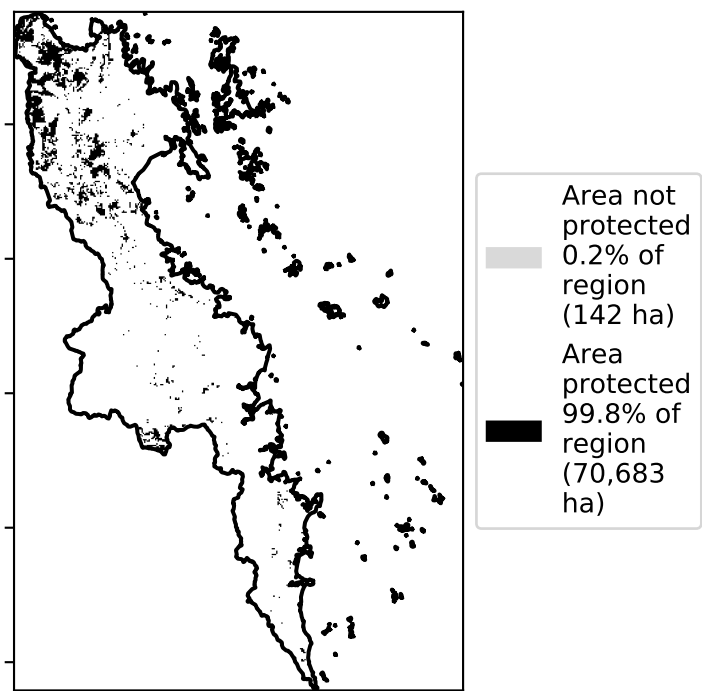 Area not
protected
0.2% of
region
(142 ha)
Area
protected
99.8% of
region
(70,683
ha)